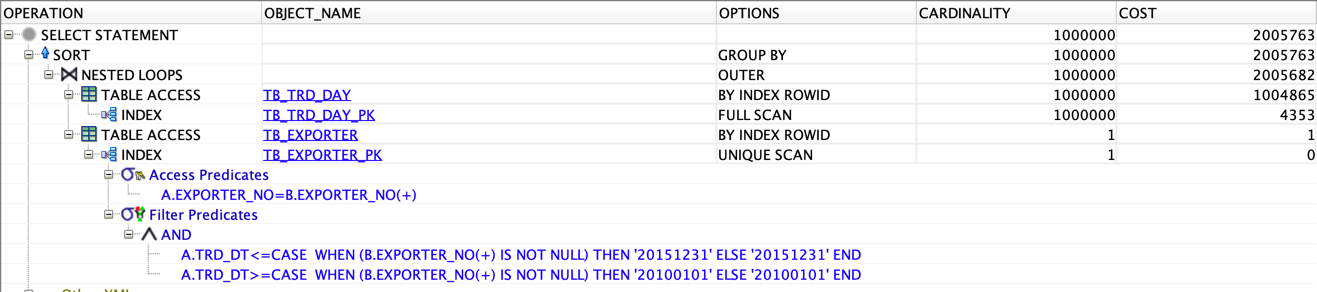 OPERATION OBJECT_NAME OPTIONS CARDINALITY COST
SELECT STATEMENT 1000000 2005763
SORT GROUP BY 1000000 2005763
NESTED LOOPS OUTER 1000000 2005682
TABLE ACCESS TB_TRD_DAY BY INDEX ROWID 1000000 1004865
INDEX TB_TRD_DAY_PK FULL SCAN 1000000 4353
TABLE ACCESS TB_EXPORTER BY INDEX ROWID 1 1
INDEX TB_EXPORTER_PK UNIQUE SCAN 1 0
Access Predicates
A.EXPORTER_NO=B.EXPORTER_NO(+)
Filter Predicates
AND
A.TRD_DT<=CASE WHEN (B.EXPORTER_NO(+) IS NOT NULL) THEN '20151231' ELSE '20151231' END
A.TRD_DT>=CASE WHEN (B.EXPORTER_NO(+) IS NOT NULL) THEN '20100101' ELSE '20100101' END